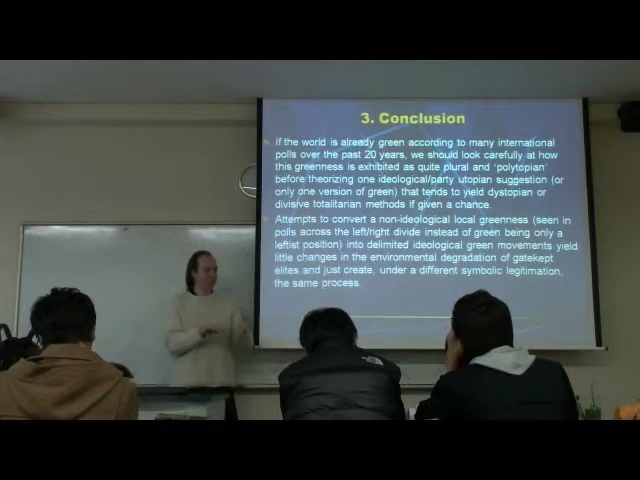 3. Conclusion
If the world is already green according to many international
polls over the past 20 years, we should look carefully at how
this greenness is exhibited as quite plural and 'polytopian'
before theorizing one ideological/party utopian suggestion (or
only one version of green) that tends to yield dystopian or
divisive totalitarian methods if given a chance.
Attempts to convert a non-ideological local greenness (seen in
polls across the left/right divide instead of green being only a
leftist position) into delimited ideological green movements yield
little changes in the environmental degradation of gatekept
elites and just create, under a different symbolic legitimation,
the same process.
THE NORTH FACE